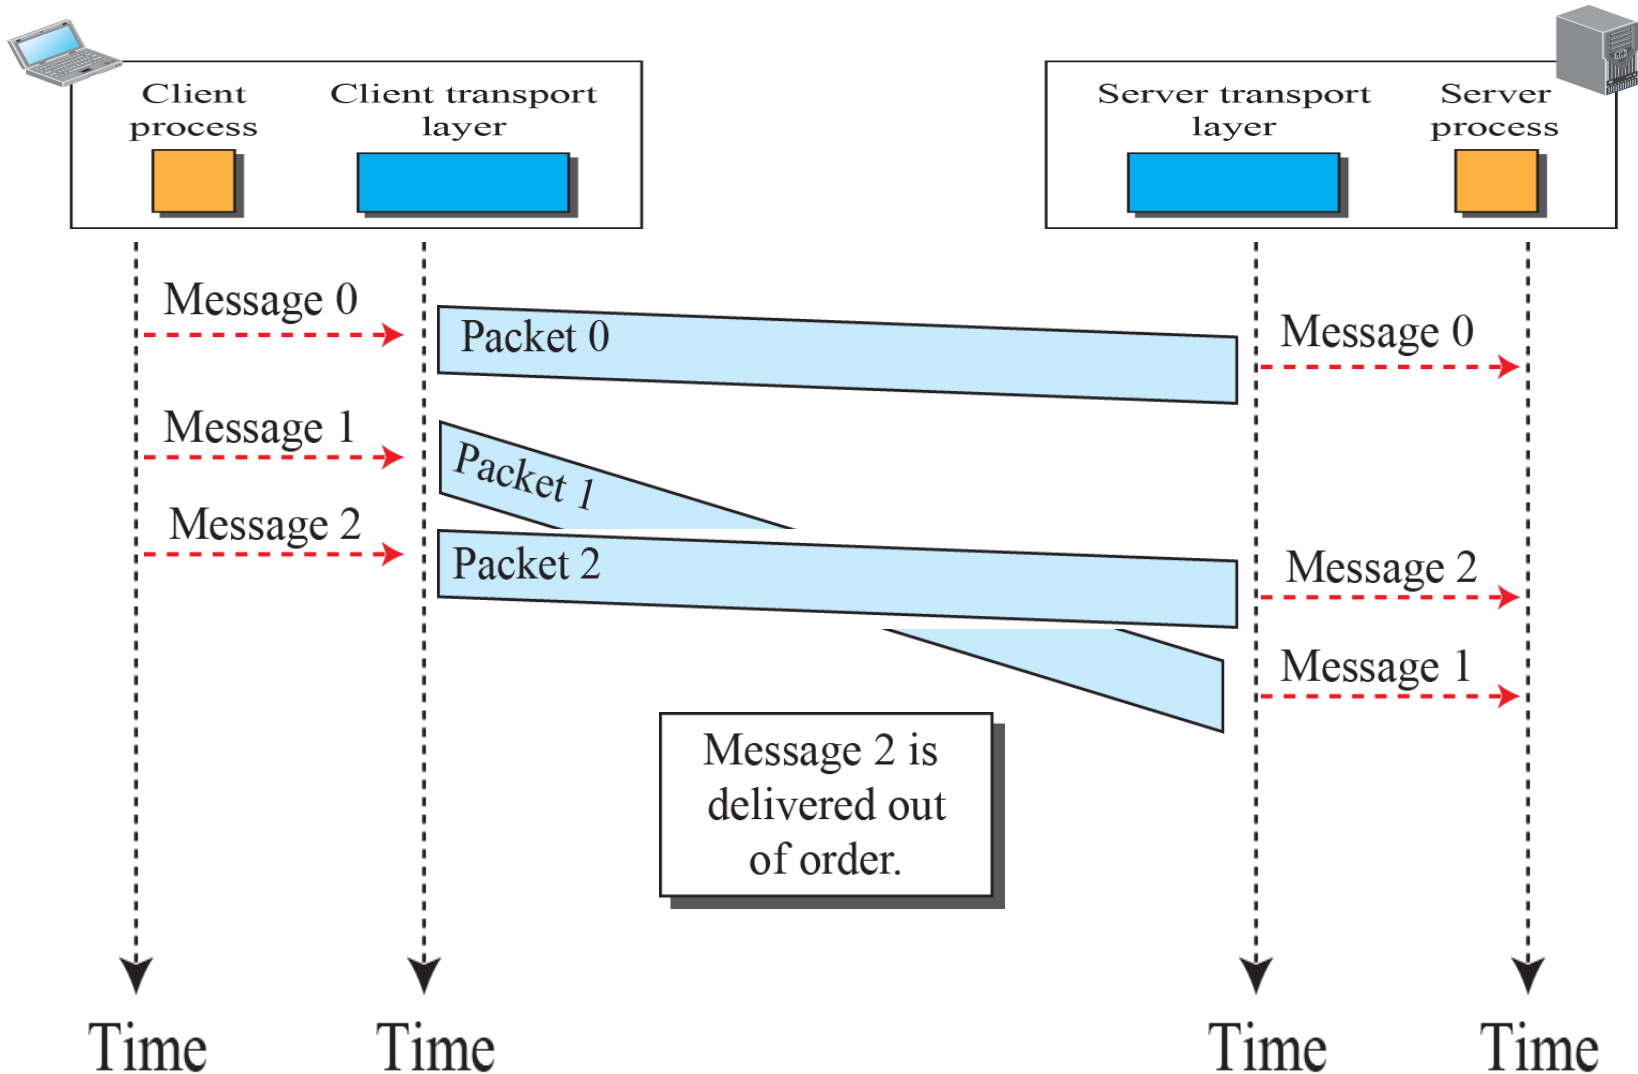 Client
process
Client transport
layer
Server transport
layer
Server
process
Message 0
Packet 0
Message 0
Message 1
Packet 1
Message 2
Packet 2
Message 2
Message 1
Message 2 is
delivered out
of order.
Time
Time
Time
Time